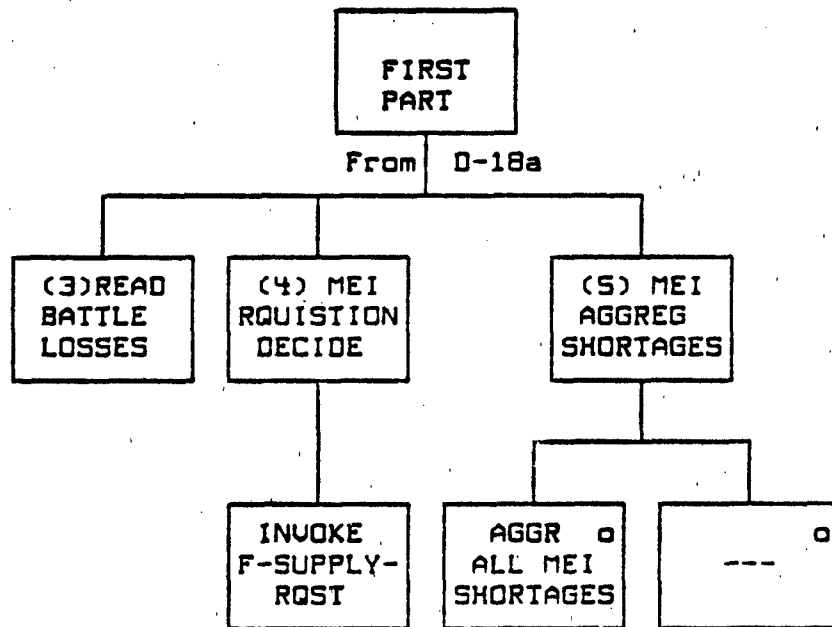 FIRST
PART
From D-18a
(3)READ
BATTLE
LOSSES
(4) MEI
RQUISTION
DECIDE
(5) MEI
AGGREG
SHORTAGES
INVOKE
F-SUPPLY-
RQST
AGGR o
ALL MEI
SHORTAGES
o
---